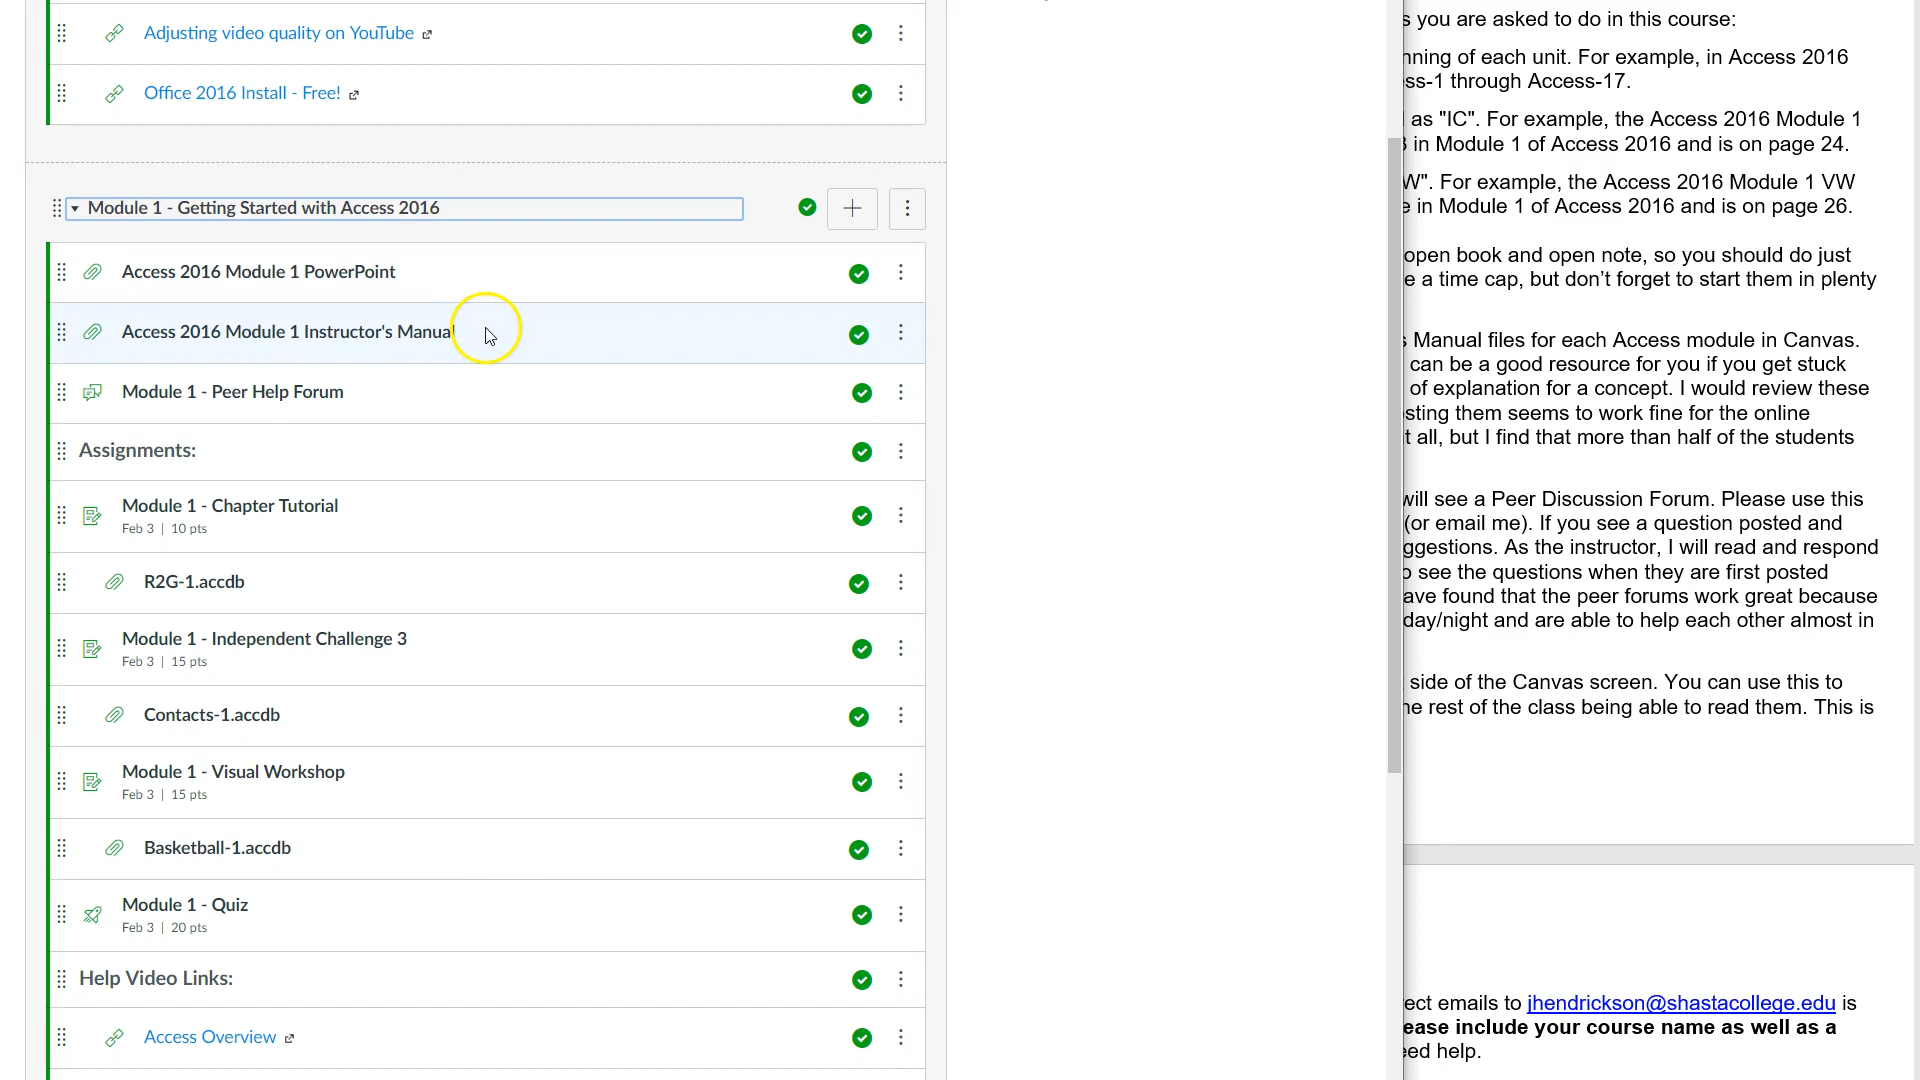 Adjusting video quality on YouTube
Office 2016 Install - Free!
Module 1 - Getting Started with Access 2016
Access 2016 Module 1 PowerPoint
Access 2016 Module 1 Instructor's Manual
Module 1 - Peer Help Forum
Assignments:
Module 1 - Chapter Tutorial
Feb 3 | 10 pts
R2G-1.accdb
Module 1 - Independent Challenge 3
Feb 3 | 15 pts
Contacts-1.accdb
Module 1 - Visual Workshop
Feb 3 | 15 pts
Basketball-1.accdb
Module 1 - Quiz
Feb 3 | 20 pts
Help Video Links:
Access Overview
s you are asked to do in this course:
nning of each unit. For example, in Access 2016
ss-1 through Access-17.
as "IC". For example, the Access 2016 Module 1
in Module 1 of Access 2016 and is on page 24.
W". For example, the Access 2016 Module 1 VW
e in Module 1 of Access 2016 and is on page 26.
open book and open note, so you should do just
e a time cap, but don't forget to start them in plenty
s Manual files for each Access module in Canvas.
can be a good resource for you if you get stuck
of explanation for a concept. I would review these
sting them seems to work fine for the online
t all, but I find that more than half of the students
will see a Peer Discussion Forum. Please use this
(or email me). If you see a question posted and
ggestions. As the instructor, I will read and respond
o see the questions when they are first posted
ave found that the peer forums work great because
day/night and are able to help each other almost in
side of the Canvas screen. You can use this to
he rest of the class being able to read them. This is
ect emails to jhendrickson@shastacollege.edu is
ease include your course name as well as a
eed help.